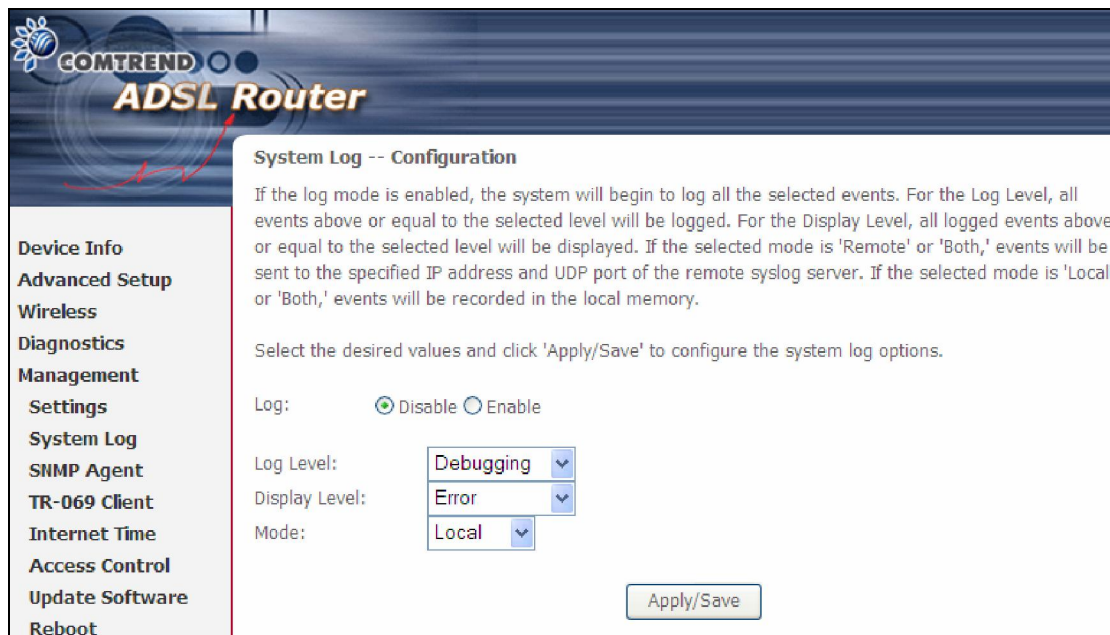 COMTREND
ADSL Router
System Log -- Configuration
If the log mode is enabled, the system will begin to log all the selected events. For the Log Level, all
events above or equal to the selected level will be logged. For the Display Level, all logged events above
or equal to the selected level will be displayed. If the selected mode is 'Remote' or 'Both,' events will be
sent to the specified IP address and UDP port of the remote syslog server. If the selected mode is 'Local
or 'Both,' events will be recorded in the local memory.
Select the desired values and click 'Apply/Save' to configure the system log options.
Log: Disable Enable
Log Level: Debugging
Display Level: Error
Mode: Local
Apply/Save
Device Info
Advanced Setup
Wireless
Diagnostics
Management
Settings
System Log
SNMP Agent
TR-069 Client
Internet Time
Access Control
Update Software
Reboot